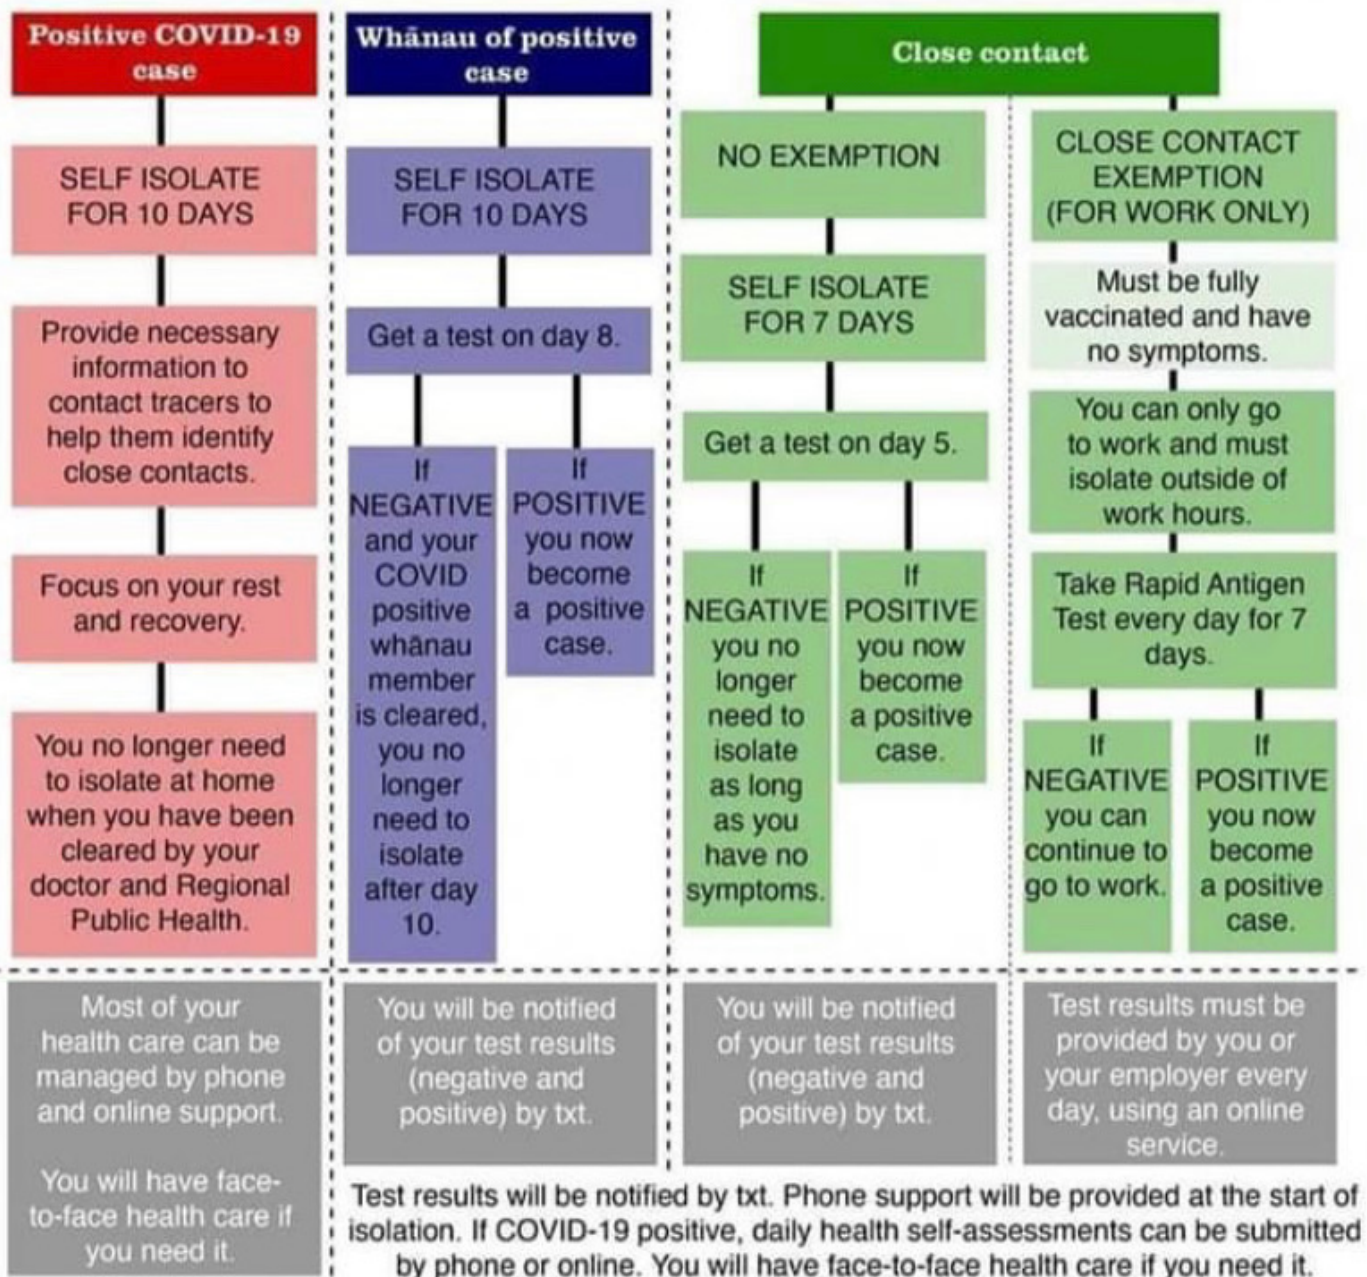 Positive COVID-19
case
SELF ISOLATE
FOR 10 DAYS
Provide necessary
information to
contact tracers to
help them identify
close contacts.
Focus on your rest
and recovery.
You no longer need
to isolate at home
when you have been
cleared by your
doctor and Regional
Public Health.
Most of your
health care can be
managed by phone
and online support.
You will have face-
to-face health care if
you need it.
Whānau of positive
case
SELF ISOLATE
FOR 10 DAYS
Get a test on day 8.
If
NEGATIVE
and your
COVID
positive
whānau
member
is cleared,
you no
longer
need to
isolate
after day
10.
If
POSITIVE
you now
become
a positive
case.
You will be notified
of your test results
(negative and
positive) by txt.
Close contact
NO EXEMPTION
SELF ISOLATE
FOR 7 DAYS
Get a test on day 5.
If
NEGATIVE
you no
longer
need to
isolate
as long
as you
have no
symptoms.
If
POSITIVE
you now
become
a positive
case.
You will be notified
of your test results
(negative and
positive) by txt.
CLOSE CONTACT
EXEMPTION
(FOR WORK ONLY)
Must be fully
vaccinated and have
no symptoms.
You can only go
to work and must
isolate outside of
work hours.
Take Rapid Antigen
Test every day for 7
days.
If
NEGATIVE
you can
continue to
go to work.
If
POSITIVE
you now
become
a positive
case.
Test results must be
provided by you or
your employer every
day, using an online
service.
Test results will be notified by txt. Phone support will be provided at the start of
isolation. If COVID-19 positive, daily health self-assessments can be submitted
by phone or online. You will have face-to-face health care if you need it.